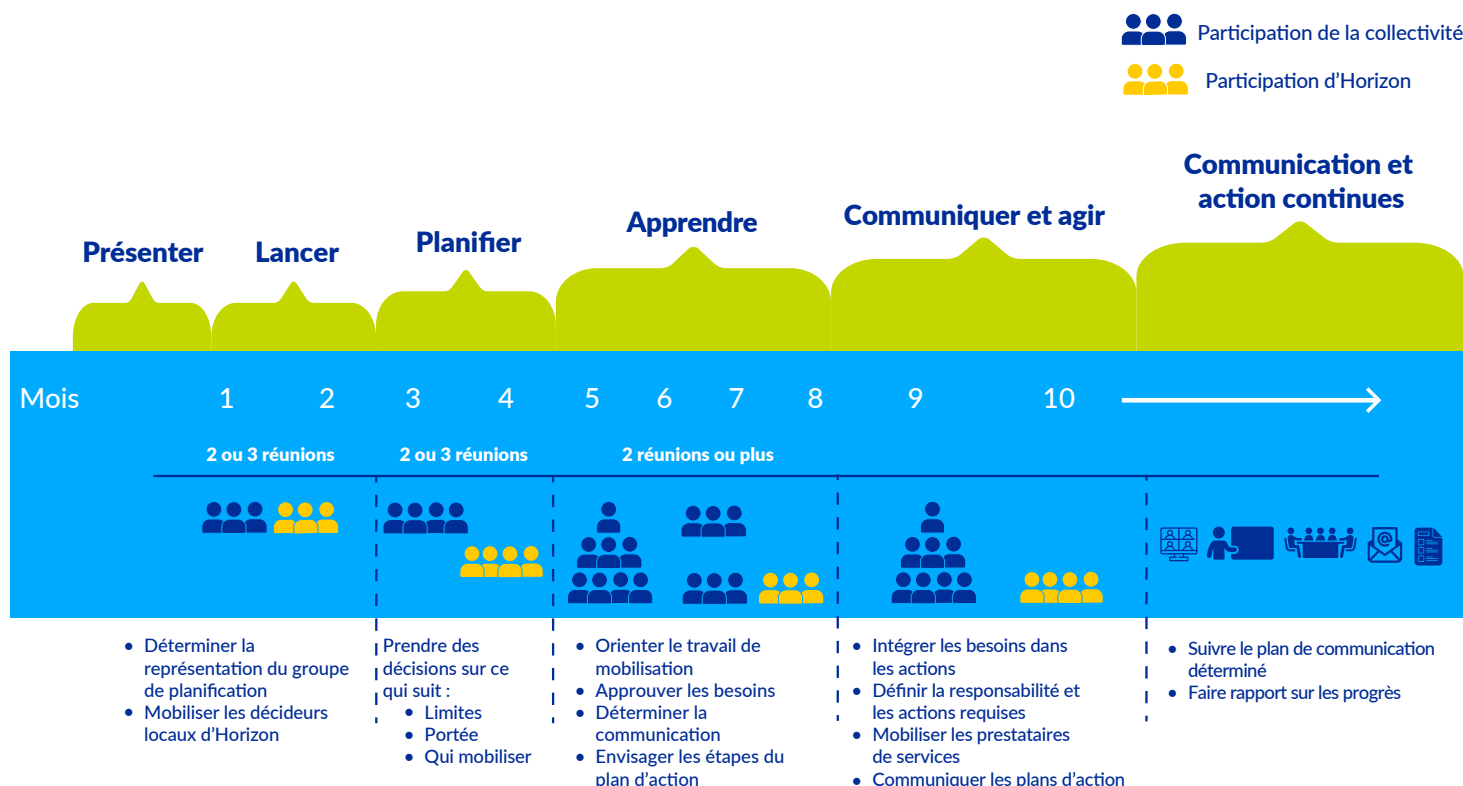 Participation de la collectivité
Participation d’Horizon
Présenter
Lancer
Planifier
Apprendre
Communiquer et agir
Communication et
action continues
Mois 1 2 3 4 5 6 7 8 9 10
2 ou 3 réunions
2 ou 3 réunions
2 réunions ou plus
• Déterminer la
représentation du groupe
de planification
• Mobiliser les décideurs
locaux d’Horizon
Prendre des
décisions sur ce
qui suit :
• Limites
• Portée
• Qui mobiliser
• Orienter le travail de
mobilisation
• Approuver les besoins
• Déterminer la
communication
• Envisager les étapes du
plan d’action
• Intégrer les besoins dans
les actions
• Définir la responsabilité et
les actions requises
• Mobiliser les prestataires
de services
• Communiquer les plans d’action
• Suivre le plan de communication
déterminé
• Faire rapport sur les progrès